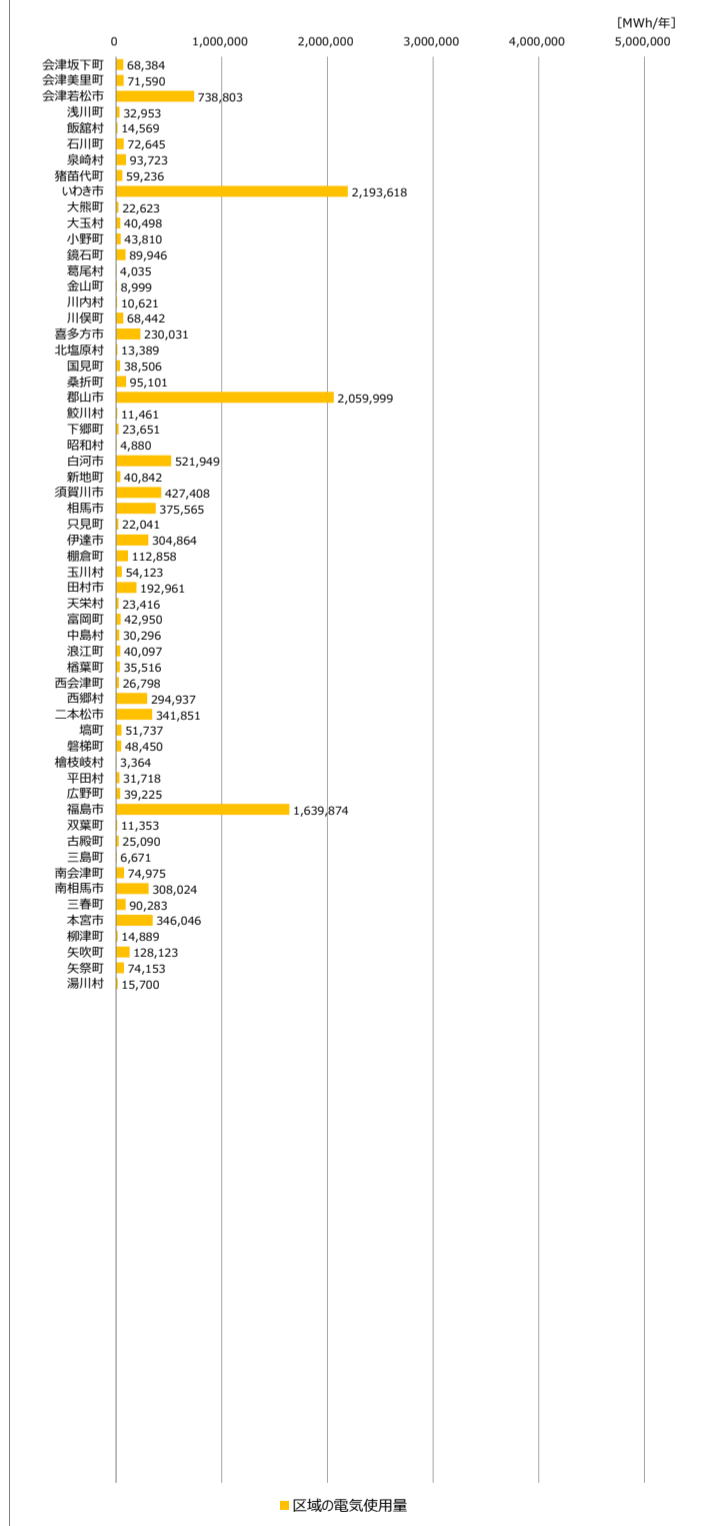 [MWh/年]
0 1,000,000 2,000,000 3,000,000 4,000,000 5,000,000
会津坂下町 68,384
会津美里町 71,590
会津若松市 738,803
浅川町 32,953
飯舘村 14,569
石川町 72,645
泉崎村 93,723
猪苗代町 59,236
いわき市 2,193,618
大熊町 22,623
大玉村 40,498
小野町 43,810
鏡石町 89,946
葛尾村 4,035
金山町 8,999
川内村 10,621
川俣町 68,442
喜多方市 230,031
北塩原村 13,389
国見町 38,506
桑折町 95,101
郡山市 2,059,999
鮫川村 11,461
下郷町 23,651
昭和村 4,880
白河市 521,949
新地町 40,842
須賀川市 427,408
相馬市 375,565
只見町 22,041
伊達市 304,864
棚倉町 112,858
玉川村 54,123
田村市 192,961
天栄村 23,416
富岡町 42,950
中島村 30,296
浪江町 40,097
楢葉町 35,516
西会津町 26,798
西郷村 294,937
二本松市 341,851
塙町 51,737
磐梯町 48,450
檜枝岐村 3,364
平田村 31,718
広野町 39,225
福島市 1,639,874
双葉町 11,353
古殿町 25,090
三島町 6,671
南会津町 74,975
南相馬市 308,024
三春町 90,283
本宮市 346,046
柳津町 14,889
矢吹町 128,123
矢祭町 74,153
湯川村 15,700
区域の電気使用量